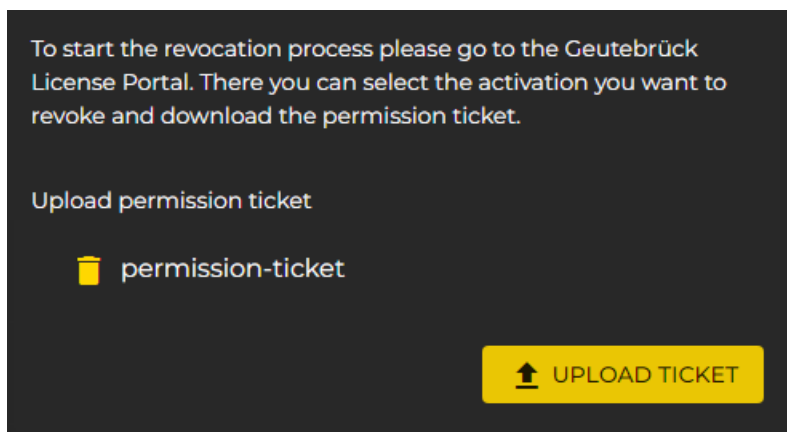 To start the revocation process please go to the Geutebrück
License Portal. There you can select the activation you want to
revoke and download the permission ticket.
Upload permission ticket
permission-ticket
UPLOAD TICKET